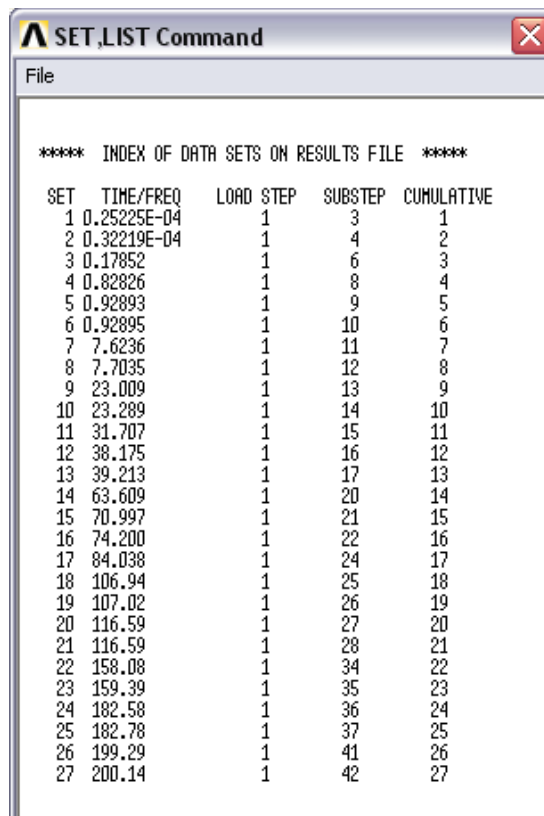 SET,LIST Command
File
***** INDEX OF DATA SETS ON RESULTS FILE *****
SET TIME/FREQ LOAD STEP SUBSTEP CUMULATIVE
1 0.25225E-04 1 3 1
2 0.32219E-04 1 4 2
3 0.17852 1 6 3
4 0.82826 1 8 4
5 0.92893 1 9 5
6 0.92895 1 10 6
7 7.6236 1 11 7
8 7.7035 1 12 8
9 23.009 1 13 9
10 23.289 1 14 10
11 31.707 1 15 11
12 38.175 1 16 12
13 39.213 1 17 13
14 63.609 1 20 14
15 70.997 1 21 15
16 74.200 1 22 16
17 84.038 1 24 17
18 106.94 1 25 18
19 107.02 1 26 19
20 116.59 1 27 20
21 116.59 1 28 21
22 158.08 1 34 22
23 159.39 1 35 23
24 182.58 1 36 24
25 182.78 1 37 25
26 199.29 1 41 26
27 200.14 1 42 27